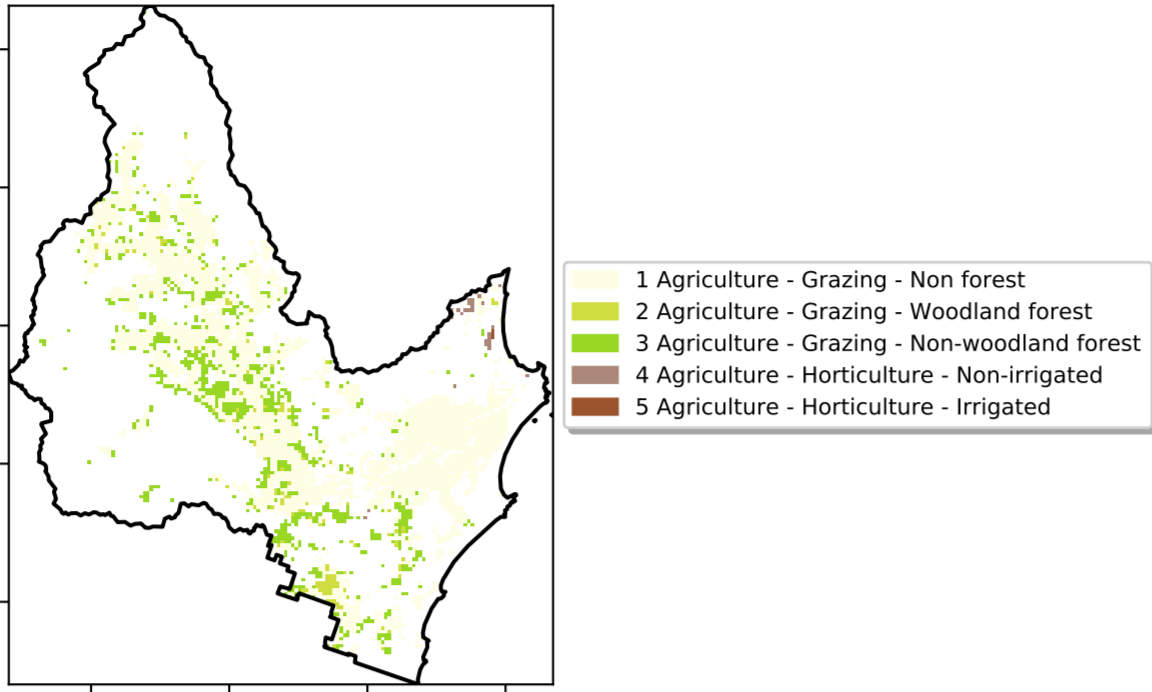 1 Agriculture - Grazing - Non forest
2 Agriculture - Grazing - Woodland forest
3 Agriculture - Grazing - Non-woodland forest
4 Agriculture - Horticulture - Non-irrigated
5 Agriculture - Horticulture - Irrigated